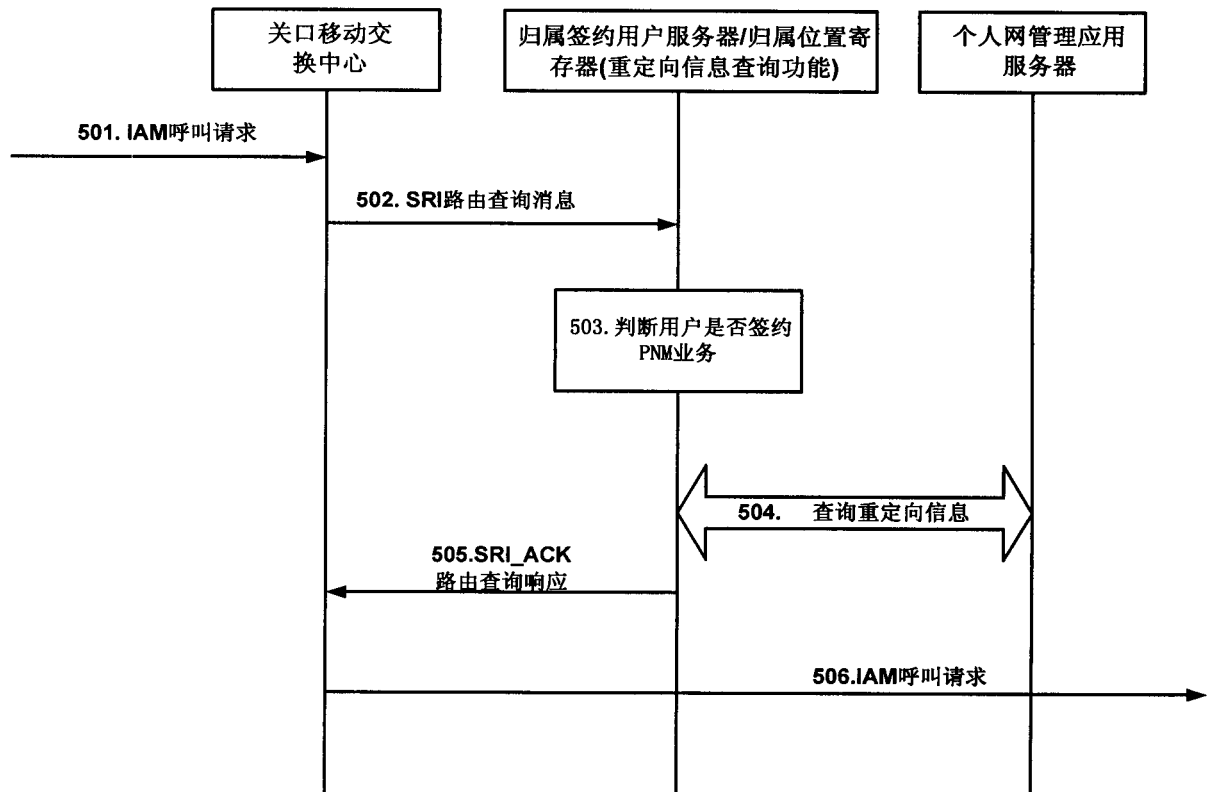 关口移动交
换中心
归属签约用户服务器/归属位置寄
存器(重定向信息查询功能)
个人网管理应用
服务器
501. IAM呼叫请求
502. SRI路由查询消息
503.判断用户是否签约
PNM业务
504. 查询重定向信息
505.SRI_ACK
路由查询响应
506.IAM呼叫请求